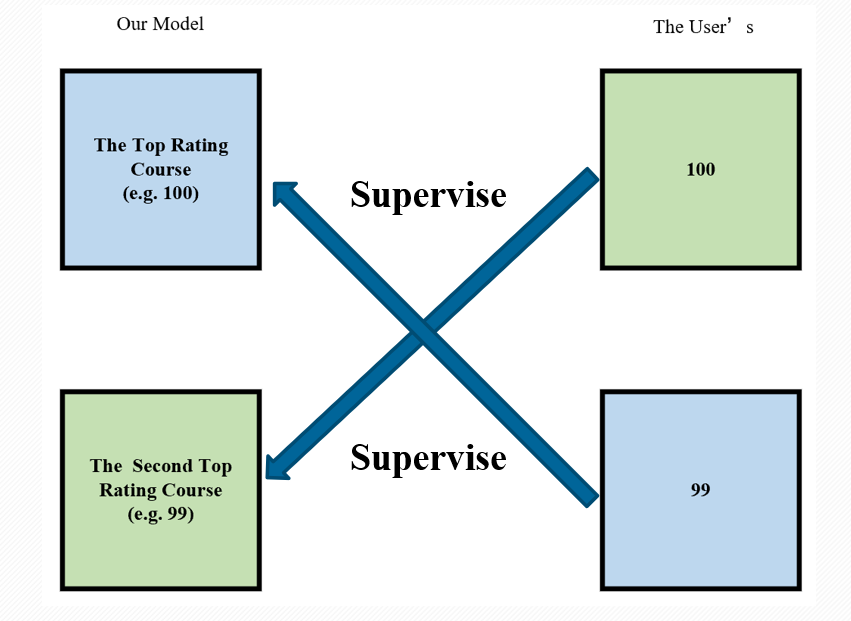 Our Model
The User’s
The Top Rating
Course
(e.g. 100)
Supervise
100
The Second Top
Rating Course
(e.g. 99)
Supervise
99